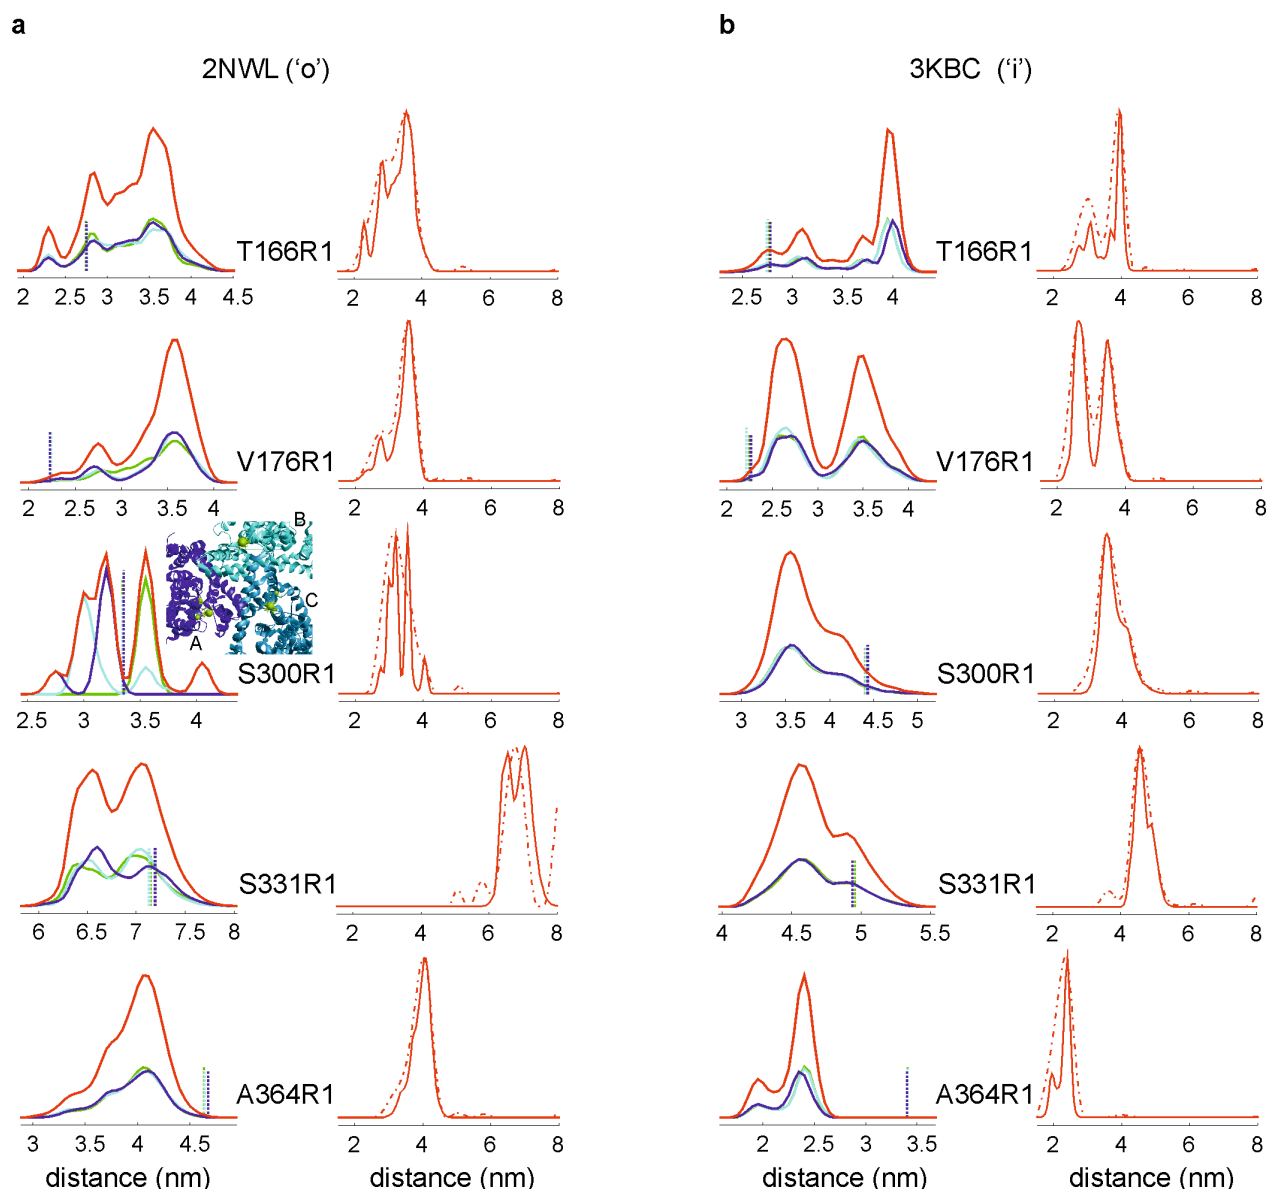 a
b
2NWL (‘o’)
3KBC (‘i’)
T166R1
T166R1
2 2.5 3 3.5 4 4.5
2 4 6 8
2.5 3 3.5 4
2 4 6 8
V176R1
V176R1
2 2.5 3 3.5 4
2 4 6 8
2 2.5 3 3.5 4
2 4 6 8
B
C
A
S300R1
S300R1
2.5 3 3.5 4
2 4 6 8
3 3.5 4 4.5 5
2 4 6 8
S331R1
S331R1
6 6.5 7 7.5 8
2 4 6 8
4 4.5 5 5.5
2 4 6 8
A364R1
A364R1
3 3.5 4 4.5
2 4 6 8
2 2.5 3 3.5
2 4 6 8
distance (nm)
distance (nm)
distance (nm)
distance (nm)